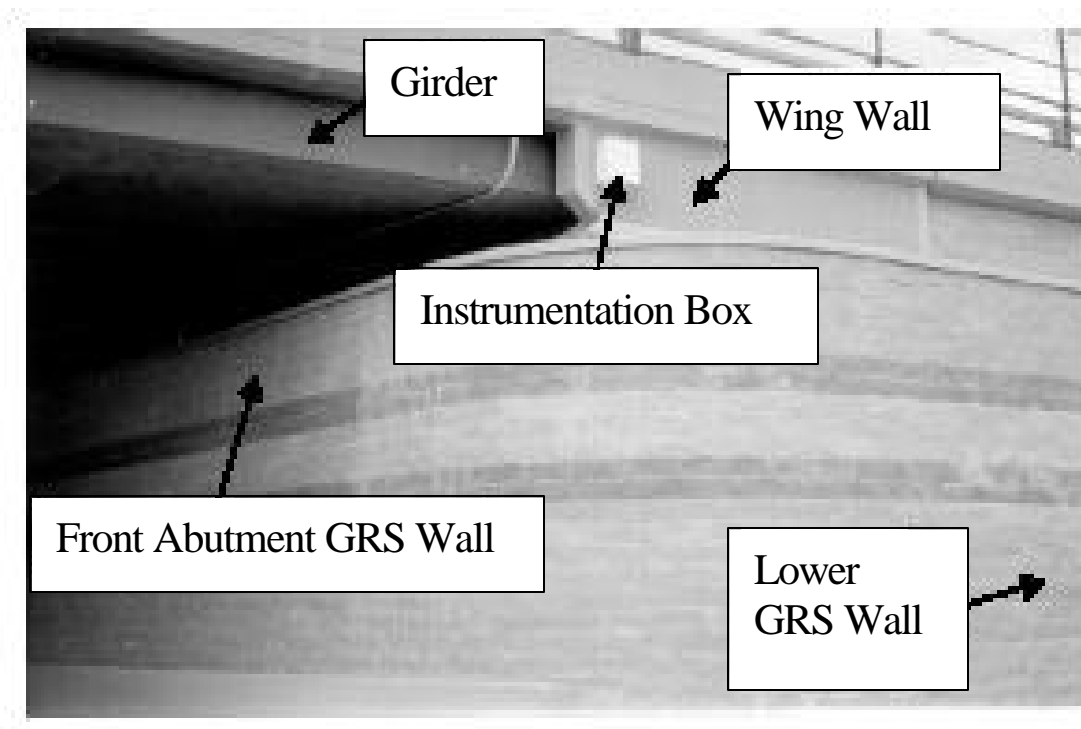 Girder
Wing Wall
Instrumentation Box
Front Abutment GRS Wall
Lower
GRS Wall